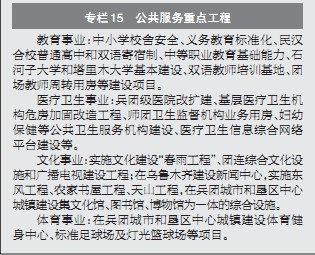 专栏15 公共服务重点工程
教育事业：中小学校舍安全、义务教育标准化、民汉
合校普通高中和双语寄宿制、中等职业教育基础能力、石
河子大学和塔里木大学基本建设、双语教师培训基地、团
场教师周转用房等建设项目。
医疗卫生事业：兵团级医院改扩建、基层医疗卫生机
构危房加固改造工程、师团卫生监督机构业务用房、妇幼
保健等公共卫生服务机构建设、医疗卫生信息综合网络
平台建设等。
文化事业：实施文化建设“春雨工程”、团连综合文化设
施和广播电视建设工程；在乌鲁木齐建设新闻中心，实施东
风工程、农家书屋工程、天山工程，在兵团城市和垦区中心
城镇建设集文化馆、图书馆、博物馆为一体的综合设施。
体育事业：在兵团城市和垦区中心城镇建设体育健
身中心、标准足球场及灯光篮球场等项目。